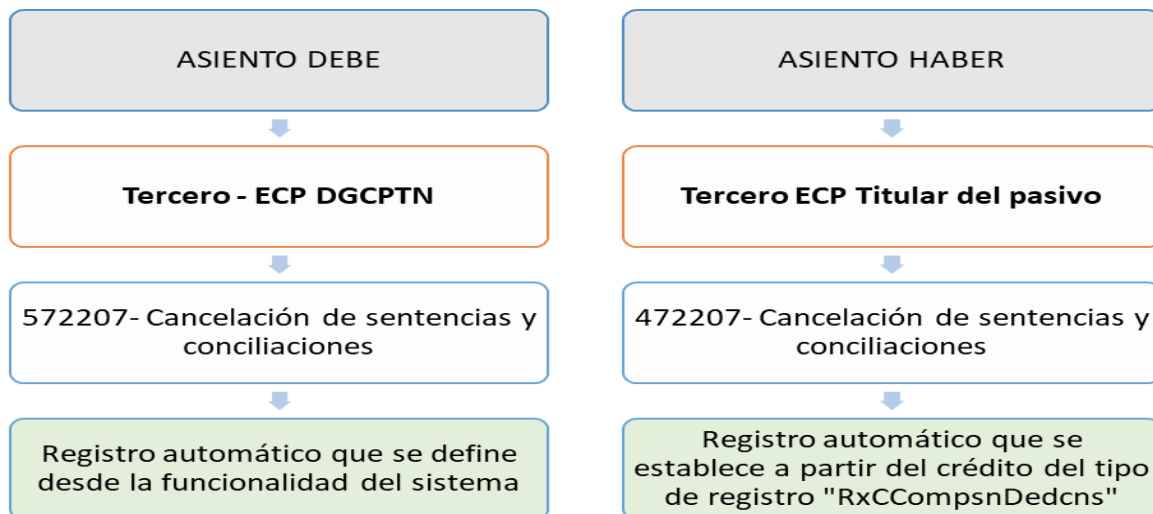 ASIENTO DEBE
Tercero - ECP DGCPTN
572207- Cancelación de sentencias y
conciliaciones
Registro automático que se define
desde la funcionalidad del sistema
ASIENTO HABER
Tercero ECP Titular del pasivo
472207- Cancelación de sentencias y
conciliaciones
Registro automático que se
establece a partir del crédito del tipo
de registro "RxCCompsnDedcns"